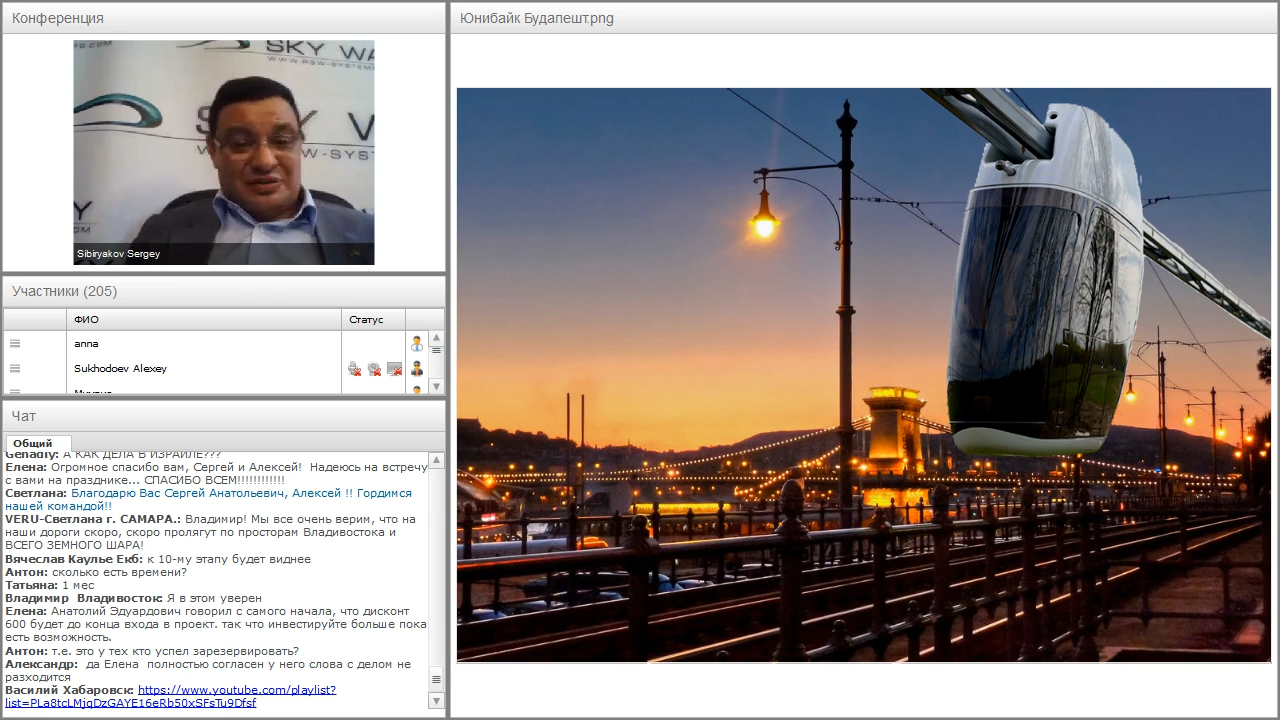 Конференция
SKY WA
SKY W
W-SYST
Sibiryakov Sergey
Участники (205)
ФИО
Статус
anna
Sukhodoev Alexey
Чат
Общий
Genadiy: А КАК ДЕЛА В ИЗРАИЛЕ???
Елена: Огромное спасибо вам, Сергей и Алексей! Надеюсь на встречу
с вами на празднике... СПАСИБО ВСЕМ!!!!!!!!!!!!
Светлана: Благодарю Вас Сергей Анатольевич, Алексей !! Гордимся
нашей командой!!
VERU-Светлана г. САМАРА.: Владимир! Мы все очень верим, что на
наши дороги скоро, скоро пролягут по просторам Владивостока и
ВСЕГО ЗЕМНОГО ШАРА!
Вячеслав Каулье Екб: к 10-му этапу будет виднее
Антон: сколько есть времени?
Татьяна: 1 мес
Владимир Владивосток: Я в этом уверен
Елена: Анатолий Эдуардович говорил с самого начала, что дисконт
600 будет до конца входа в проект. так что инвестируйте больше пока
есть возможность.
Антон: т.е. это у тех кто успел зарезервировать?
Александр: да Елена полностью согласен у него слова с делом не
разходится
Василий Хабаровск: https://www.youtube.com/playlist?
list=PLa8tcLMjqDzGAYE16eRb50xSFsTu9Dfsf
Юнибайк Будапешт.png